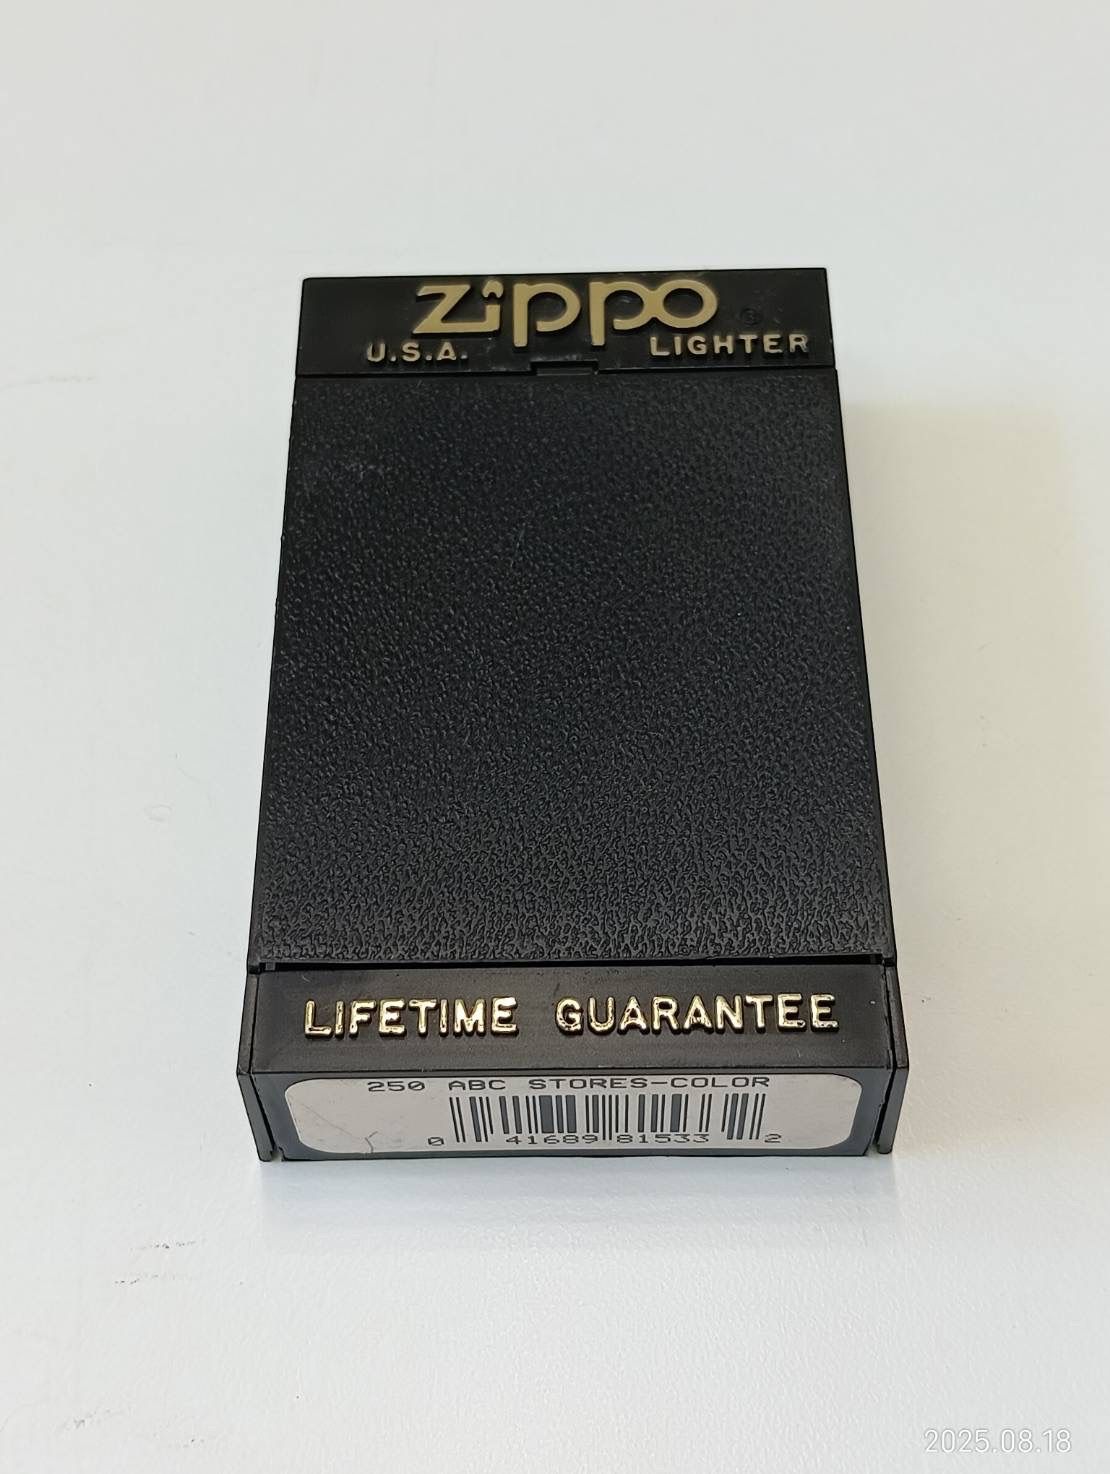 Zippo
U.S.A. LIGHTER
LIFETIME GUARANTEE
250 ABC STORES-COLOR
0 41689 81533 2
2025.08.18